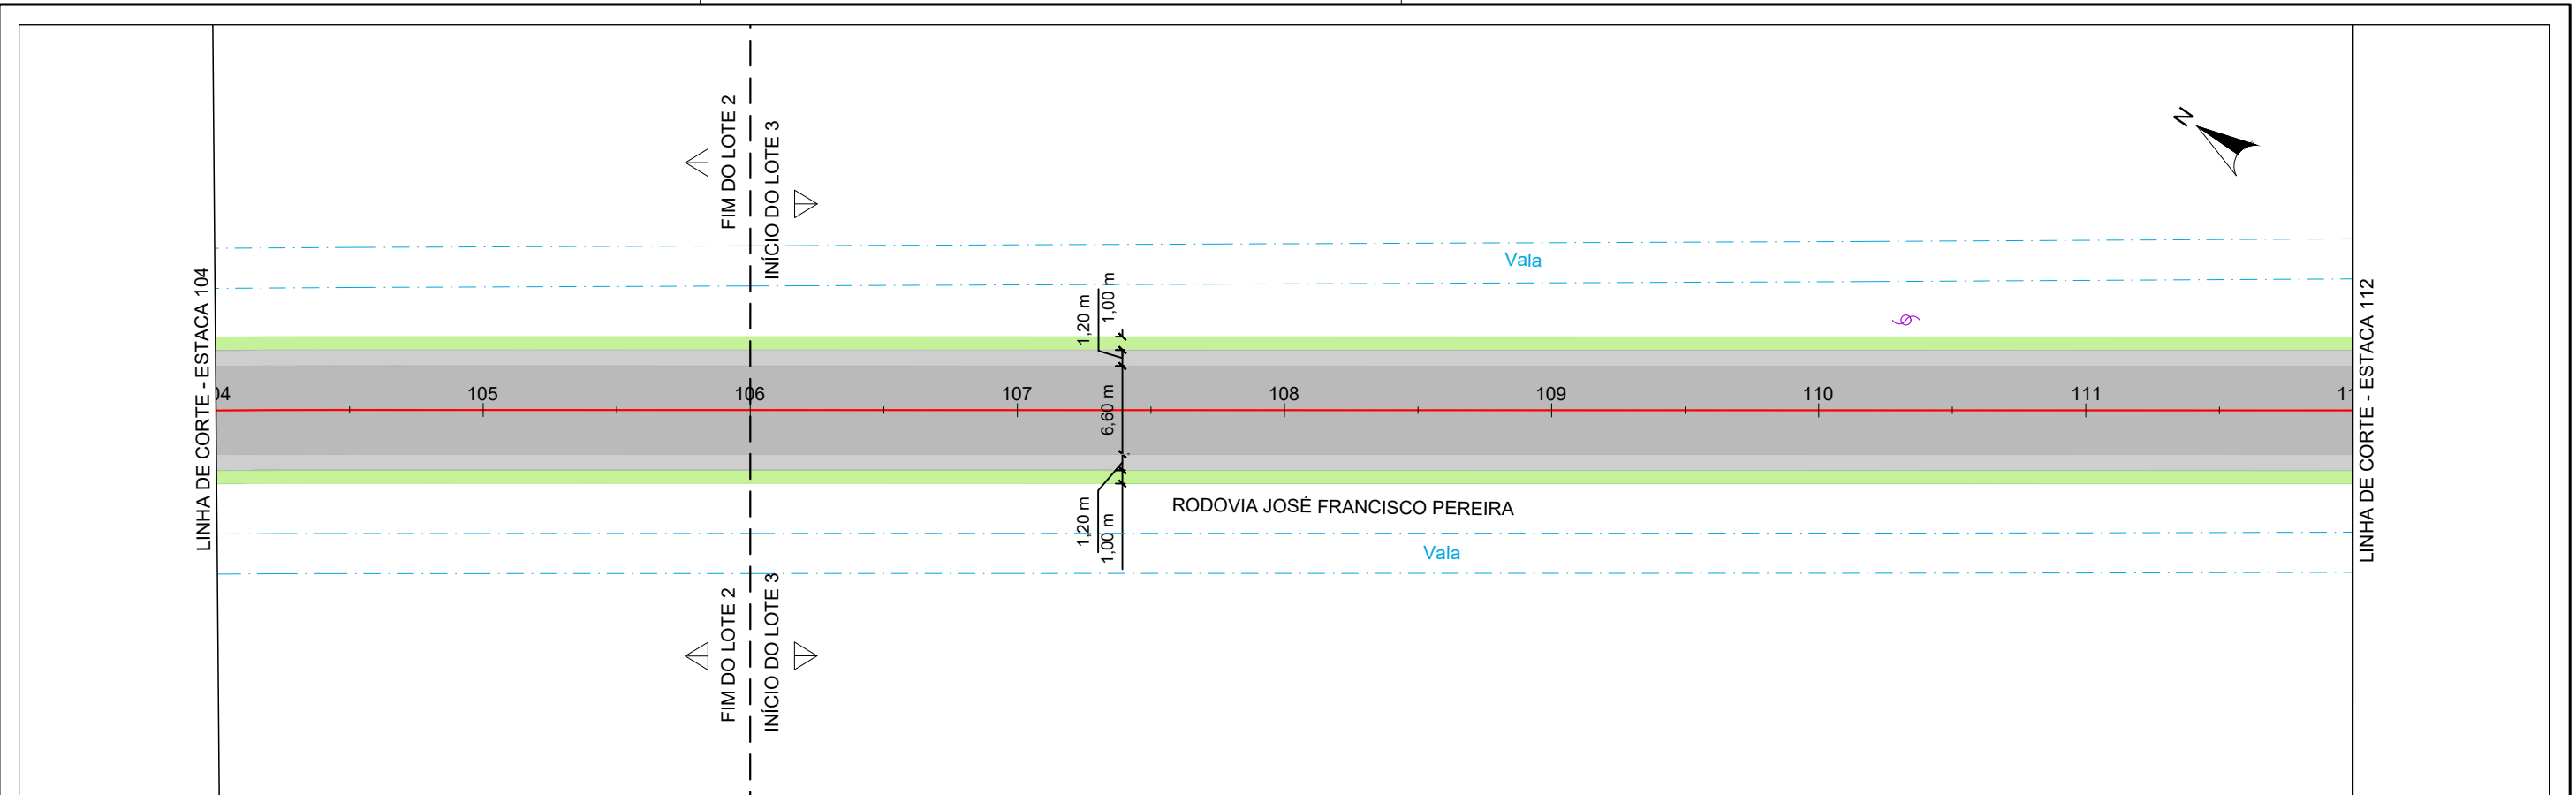 N
FIM DO LOTE 2
INÍCIO DO LOTE 3
Vala
LINHA DE CORTE - ESTACA 104
1,20 m
1,00 m
LINHA DE CORTE - ESTACA 112
04
105
106
107
108
109
110
111
11
6,60 m
1,20 m
1,00 m
RODOVIA JOSÉ FRANCISCO PEREIRA
Vala
FIM DO LOTE 2
INÍCIO DO LOTE 3